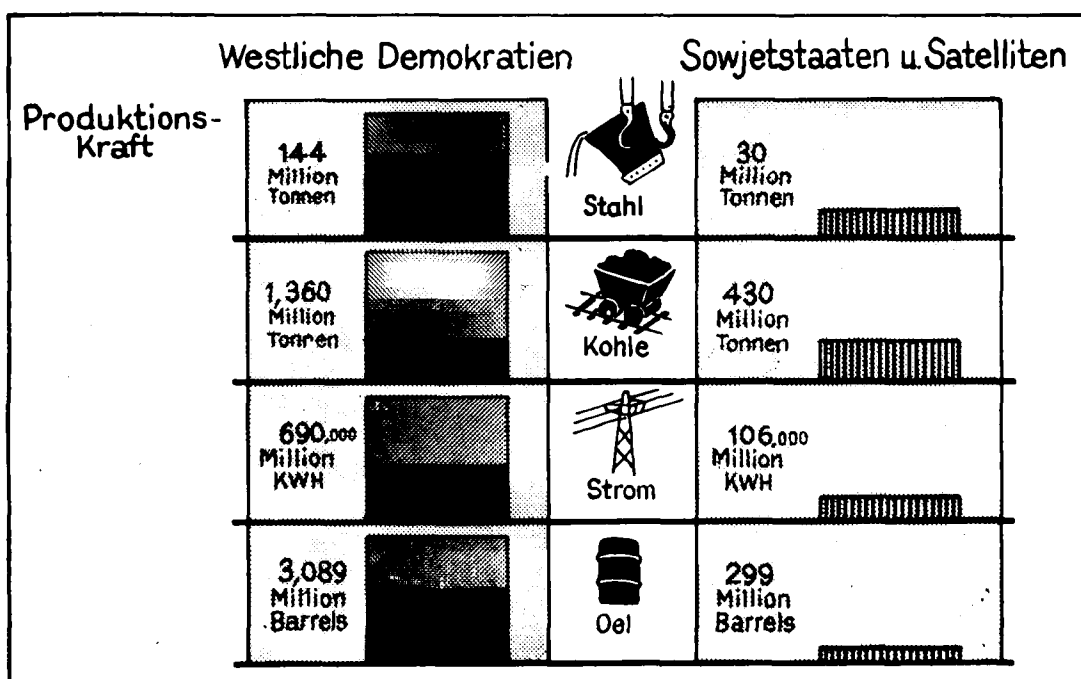 Westliche Demokratien
Sowjetstaaten u. Satelliten
Produktions-
Kraft
144
Million
Tonnen
Stahl
30
Million
Tonnen
1,360
Million
Tonnen
Kohle
430
Million
Tonnen
690,000
Million
KWH
Strom
106,000
Million
KWH
3,089
Million
Barrels
Oel
299
Million
Barrels